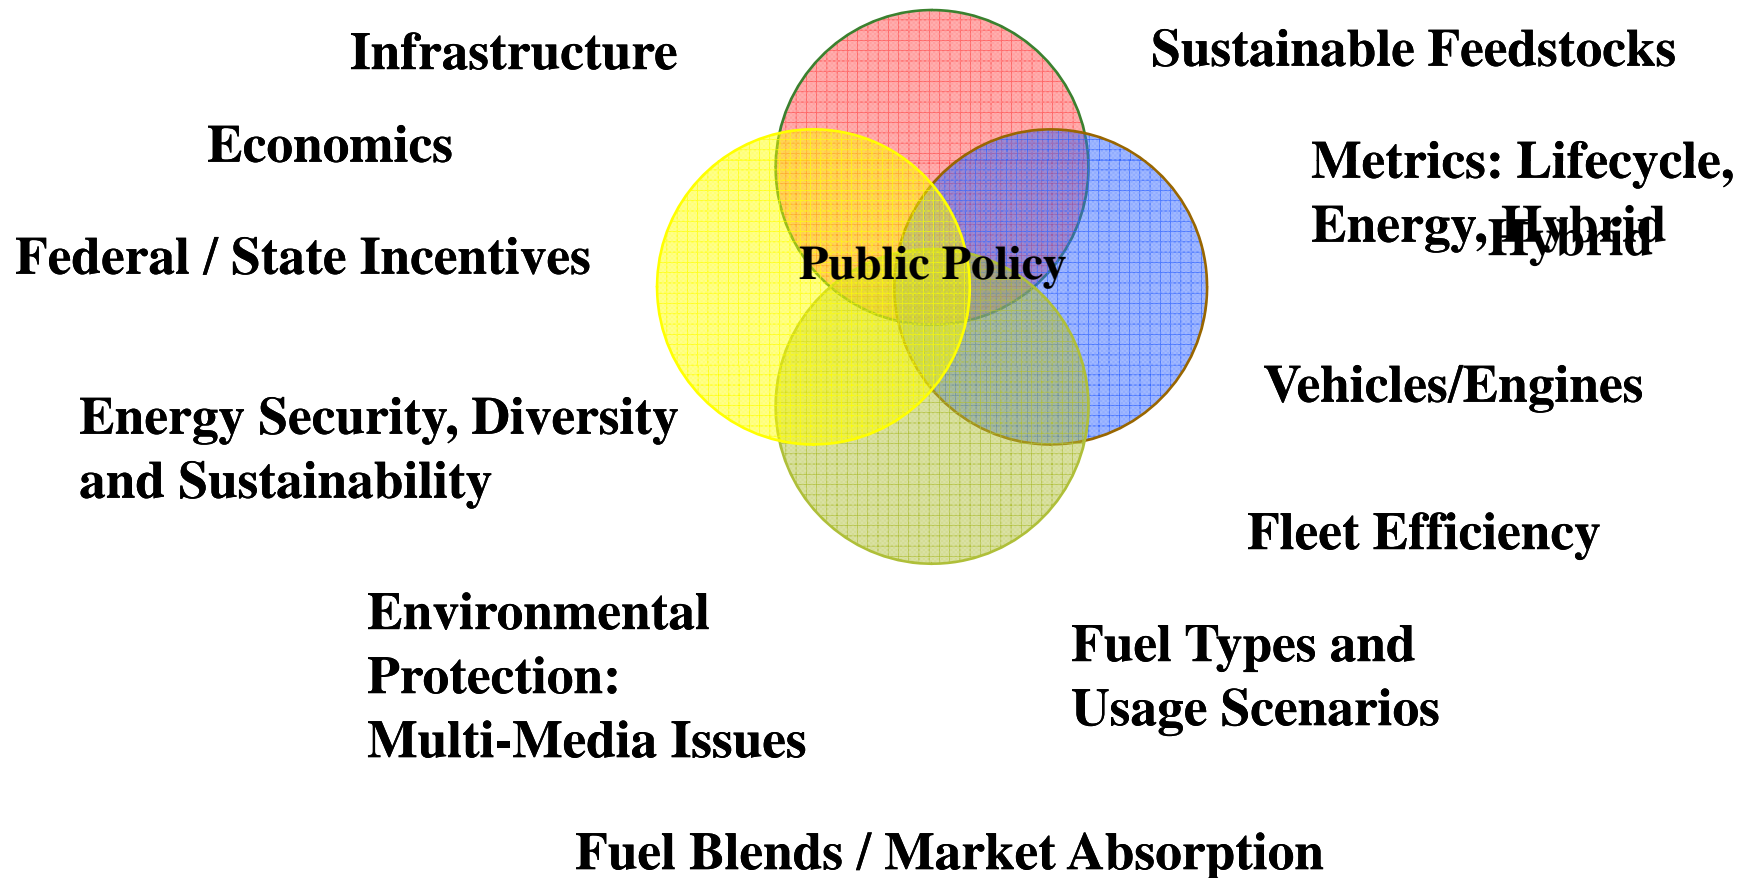 Infrastructure
Sustainable Feedstocks
Economics
Metrics: Lifecycle,
Energy, Hybrid
Hybrid
Federal / State Incentives
Public Policy
Vehicles/Engines
Energy Security, Diversity
and Sustainability
Fleet Efficiency
Environmental
Protection:
Multi-Media Issues
Fuel Types and
Usage Scenarios
Fuel Blends / Market Absorption